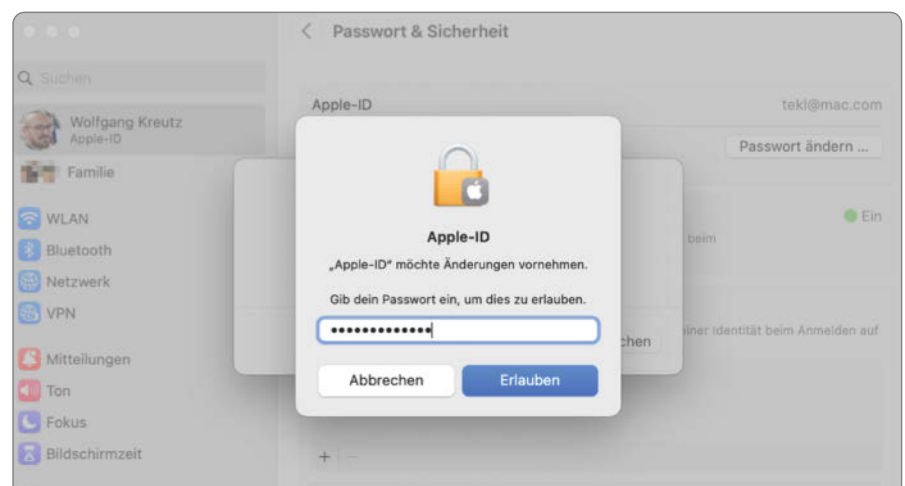 Passwort & Sicherheit
Suchen
Wolfgang Kreutz
Apple-ID
Familie
WLAN
Bluetooth
Netzwerk
VPN
Mitteilungen
Ton
Fokus
Bildschirmzeit
Apple-ID
tekl@mac.com
Passwort ändern ...
Ein
beim
einer Identität beim Anmelden auf
chen
+ −
Apple-ID
„Apple-ID“ möchte Änderungen vornehmen.
Gib dein Passwort ein, um dies zu erlauben.
•••••••••••••
Abbrechen
Erlauben